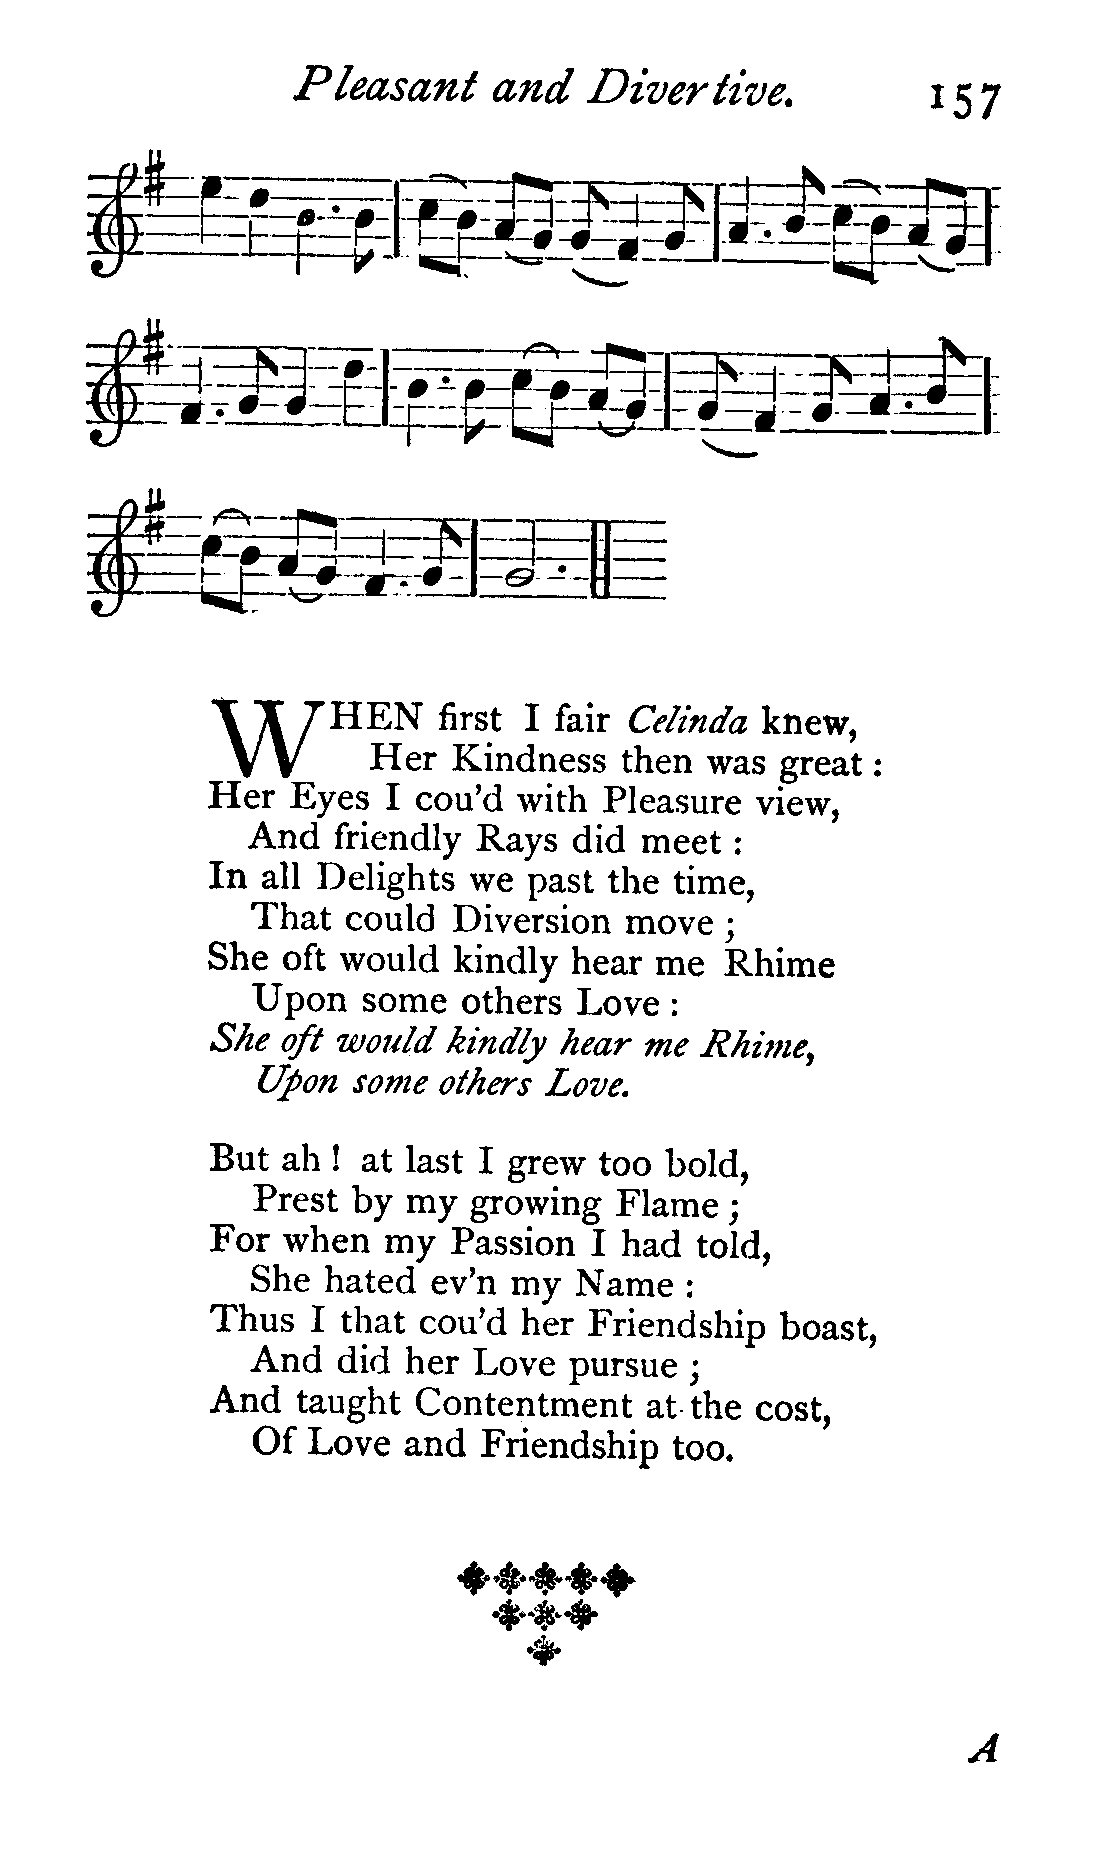 Pleasant and Divertive. 157
WHEN first I fair Celinda knew,
Her Kindness then was great :
Her Eyes I cou'd with Pleasure view,
And friendly Rays did meet :
In all Delights we past the time,
That could Diversion move ;
She oft would kindly hear me Rhime
Upon some others Love :
She oft would kindly hear me Rhime,
Upon some others Love.
But ah ! at last I grew too bold,
Prest by my growing Flame ;
For when my Passion I had told,
She hated ev'n my Name :
Thus I that cou'd her Friendship boast,
And did her Love pursue ;
And taught Contentment at the cost,
Of Love and Friendship too.
A